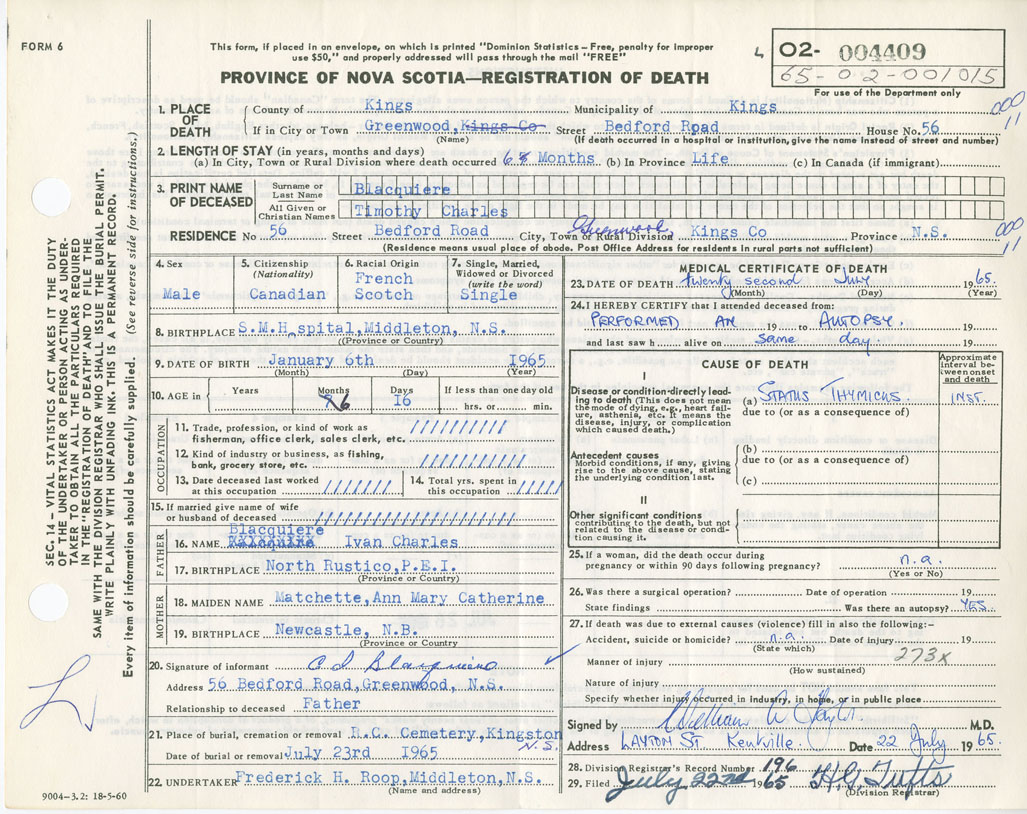 FORM 6
This form, if placed in an envelope, on which is printed "Dominion Statistics – Free, penalty for improper
use $50," and properly addressed will pass through the mail "FREE"
4 02- 004409
65-02-001015
For use of the Department only
PROVINCE OF NOVA SCOTIA—REGISTRATION OF DEATH
1. PLACE OF DEATH
County of Kings Municipality of Kings
000
11
If in City or Town Greenwood, Kings Co Street Bedford Road House No. 56
(Name) (If death occurred in a hospital or institution, give the name instead of street and number)
2. LENGTH OF STAY (in years, months and days)
(a) In City, Town or Rural Division where death occurred 6 Months (b) In Province Life (c) In Canada (if immigrant)
3. PRINT NAME OF DECEASED
Surname or Last Name Blacquiere
All Given or Christian Names Timothy Charles
RESIDENCE No 56 Street Bedford Road City, Town or Rural Division Greenwood Kings Co Province N.S.
000
11
(Residence means usual place of abode. Post Office Address for residents in rural parts not sufficient)
4. Sex
Male
5. Citizenship
(Nationality)
Canadian
6. Racial Origin
French
Scotch
7. Single, Married,
Widowed or Divorced
(write the word)
Single
8. BIRTHPLACE S.M.H spital, Middleton, N.S.
(Province or Country)
9. DATE OF BIRTH January 6th 1965
(Month) (Day) (Year)
10. AGE in Years Months 6 Days 16 If less than one day old
hrs. or min.
OCCUPATION
11. Trade, profession, or kind of work as
fisherman, office clerk, sales clerk, etc.
12. Kind of industry or business, as fishing,
bank, grocery store, etc.
13. Date deceased last worked
at this occupation
14. Total yrs. spent in
this occupation
15. If married give name of wife
or husband of deceased
FATHER
Blacquiere
16. NAME Ivan Charles
17. BIRTHPLACE North Rustico, P.E.I.
(Province or Country)
MOTHER
18. MAIDEN NAME Matchette, Ann Mary Catherine
19. BIRTHPLACE Newcastle, N.B.
(Province or Country)
20. Signature of informant Blacquiere
Address 56 Bedford Road, Greenwood, N.S.
Relationship to deceased Father
21. Place of burial, cremation or removal R.C. Cemetery, Kingston
N.S.
Date of burial or removal July 23rd 1965
22. UNDERTAKER Frederick H. Roop, Middleton, N.S.
(Name and address)
9004-3.2: 18-5-60
MEDICAL CERTIFICATE OF DEATH
23. DATE OF DEATH twenty second July 1965
(Month) (Day) (Year)
24. I HEREBY CERTIFY that I attended deceased from:
PERFORMED AN 19 to AUTOPSY. 19
and last saw h alive on same day. 19
CAUSE OF DEATH
Approximate
interval be-
tween onset
and death
I
Disease or condition directly lead-
ing to death (This does not mean
the mode of dying, e.g., heart fail-
ure, asthenia, etc. It means the
disease, injury, or complication
which caused death.)
(a) STATUS THYMICUS. INST.
due to (or as a consequence of)
Antecedent causes
Morbid conditions, if any, giving
rise to the above cause, stating
the underlying condition last.
(b)
due to (or as a consequence of)
(c)
II
Other significant conditions
contributing to the death, but not
related to the disease or condi-
tion causing it.
25. If a woman, did the death occur during
pregnancy or within 90 days following pregnancy? n.a.
(Yes or No)
26. Was there a surgical operation? Date of operation 19
State findings Was there an autopsy? YES.
27. If death was due to external causes (violence) fill in also the following:–
Accident, suicide or homicide? n.a. Date of injury 19
(State which)
273x
Manner of injury
(How sustained)
Nature of injury
Specify whether injury occurred in industry, in home, or in public place
Signed by William M.D.
Address LAYTON ST Kentville. Date 22 July 1965.
28. Division Registrar's Record Number 196
29. Filed July 22nd 1965 Tufts
(Division Registrar)
SEC. 14 – VITAL STATISTICS ACT MAKES IT THE DUTY
OF THE UNDERTAKER OR PERSON ACTING AS UNDER-
TAKER TO OBTAIN ALL THE PARTICULARS REQUIRED
IN THE "REGISTRATION OF DEATH" AND TO FILE THE
SAME WITH THE DIVISION REGISTRAR WHO SHALL ISSUE THE BURIAL PERMIT.
WRITE PLAINLY WITH UNFADING INK. THIS IS A PERMANENT RECORD.
Every item of information should be carefully supplied. (See reverse side for instructions.)